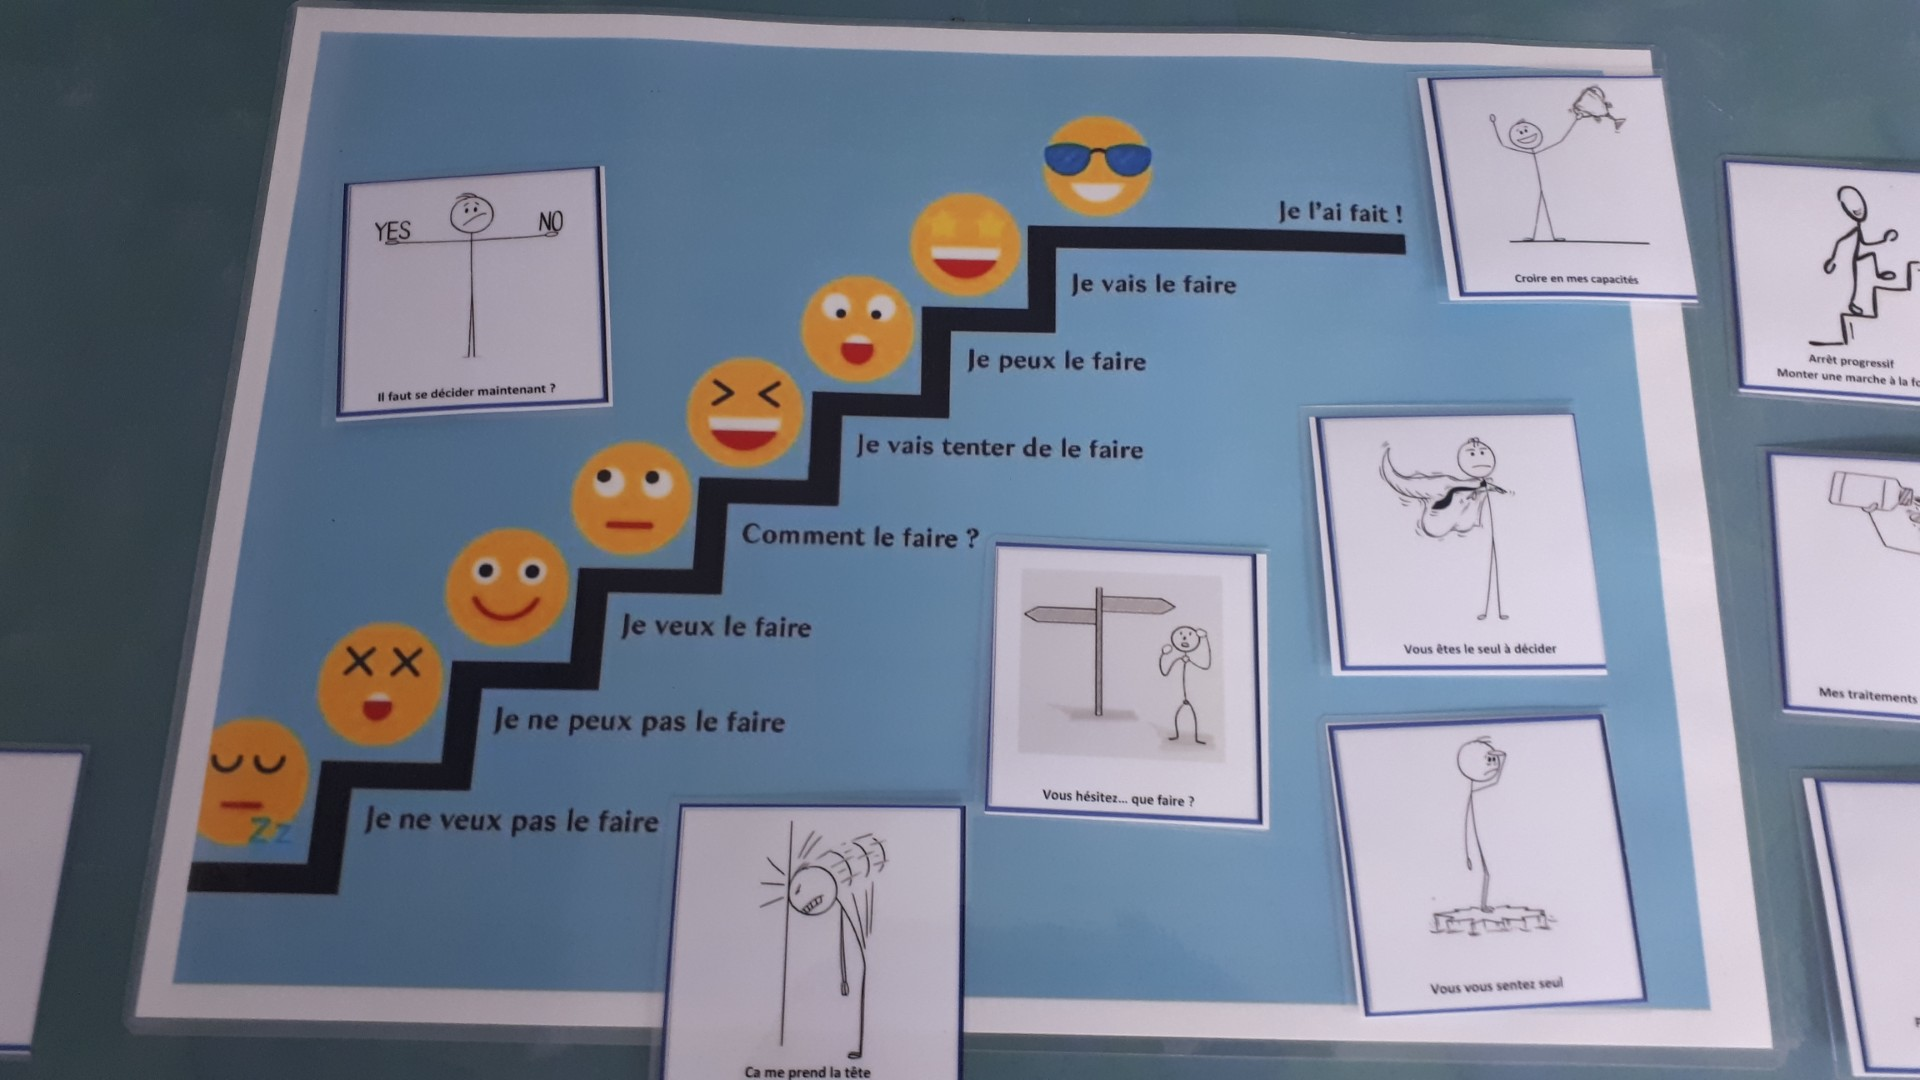 YES
NO
Il faut se décider maintenant ?
Je l'ai fait !
Je vais le faire
Je peux le faire
Je vais tenter de le faire
Comment le faire ?
Je veux le faire
Je ne peux pas le faire
Je ne veux pas le faire
Zz
Croire en mes capacités
Vous êtes le seul à décider
Vous hésitez... que faire ?
Vous vous sentez seul
Ca me prend la tête
Arrêt progressif
Monter une marche à la
Mes traitements